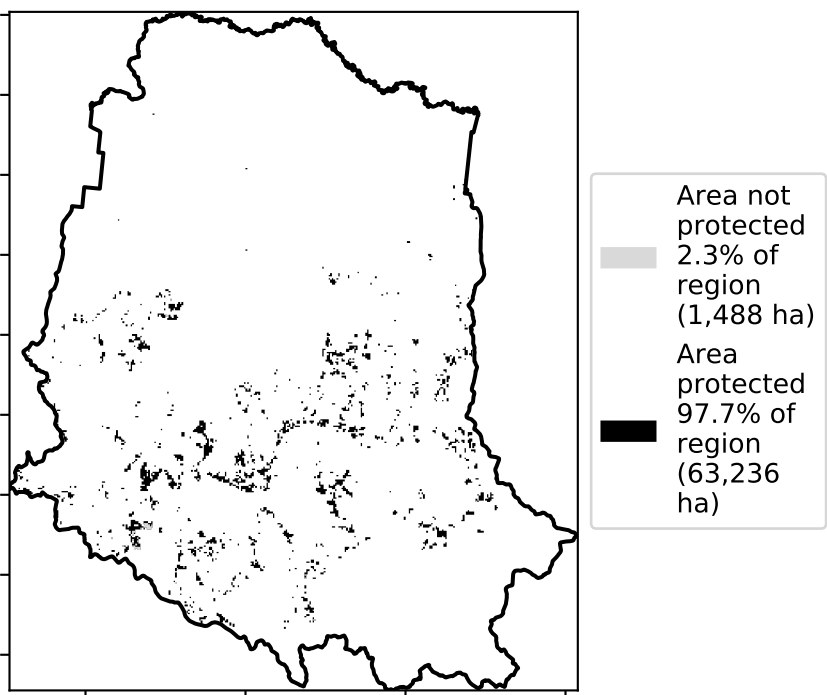 Area not
protected
2.3% of
region
(1,488 ha)
Area
protected
97.7% of
region
(63,236
ha)